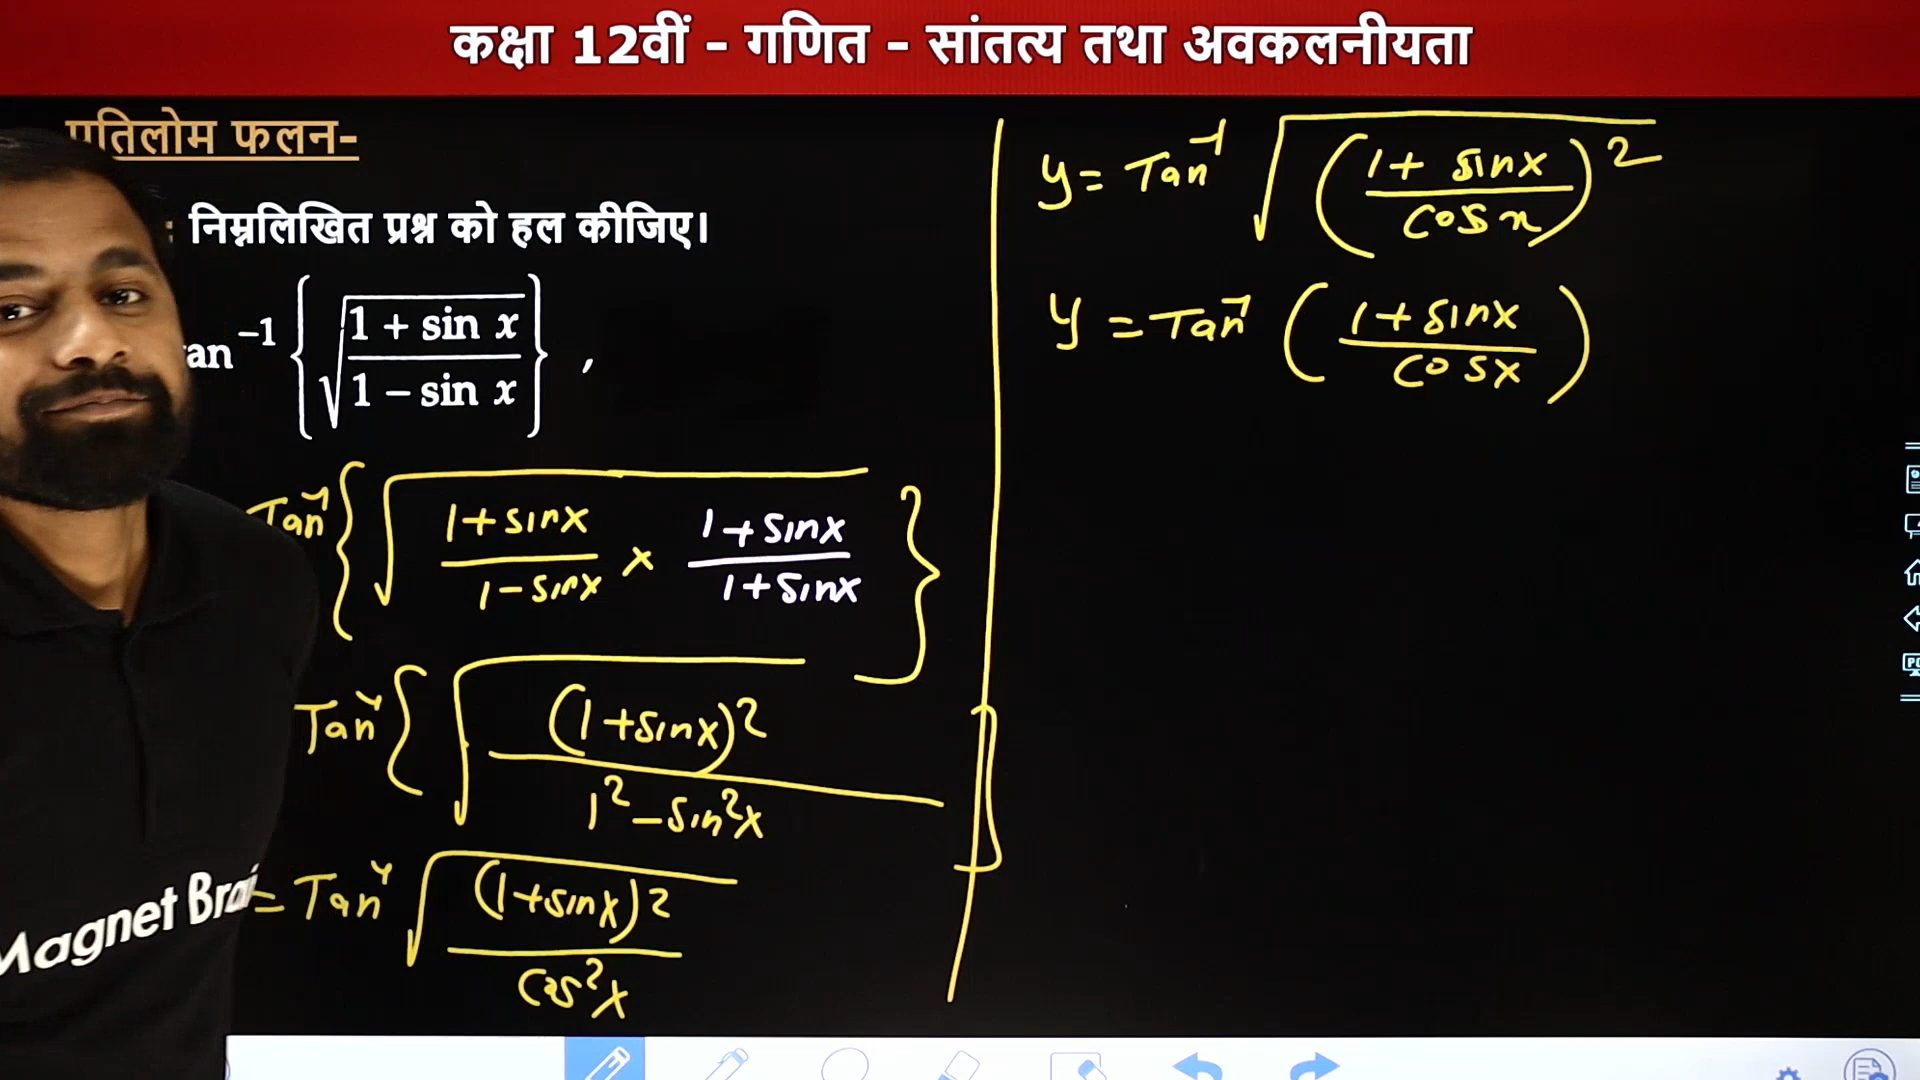 कक्षा 12वीं - गणित - सांतत्य तथा अवकलनीयता
प्रतिलोम फलन-
: निम्नलिखित प्रश्न को हल कीजिए।
an⁻¹ {√(1 + sin x / 1 − sin x)} ,
Tan⁻¹ {√(1+sinx / 1-sinx × 1+sinx / 1+sinx)}
Tan⁻¹ {√((1+sinx)² / 1²-sin²x)}
= Tan⁻¹ √((1+sinx)² / cos²x)
y = Tan⁻¹ √((1+ sinx / cosx)²)
y = Tan⁻¹ (1+sinx / cosx)
Magnet Brai